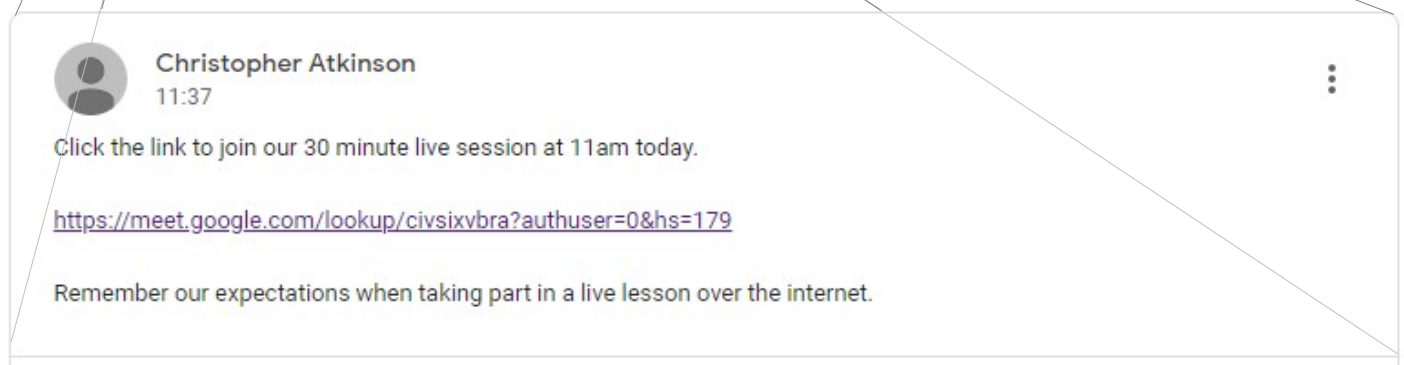 Christopher Atkinson
11:37
Click the link to join our 30 minute live session at 11am today.
https://meet.google.com/lookup/civsixvbra?authuser=0&hs=179
Remember our expectations when taking part in a live lesson over the internet.